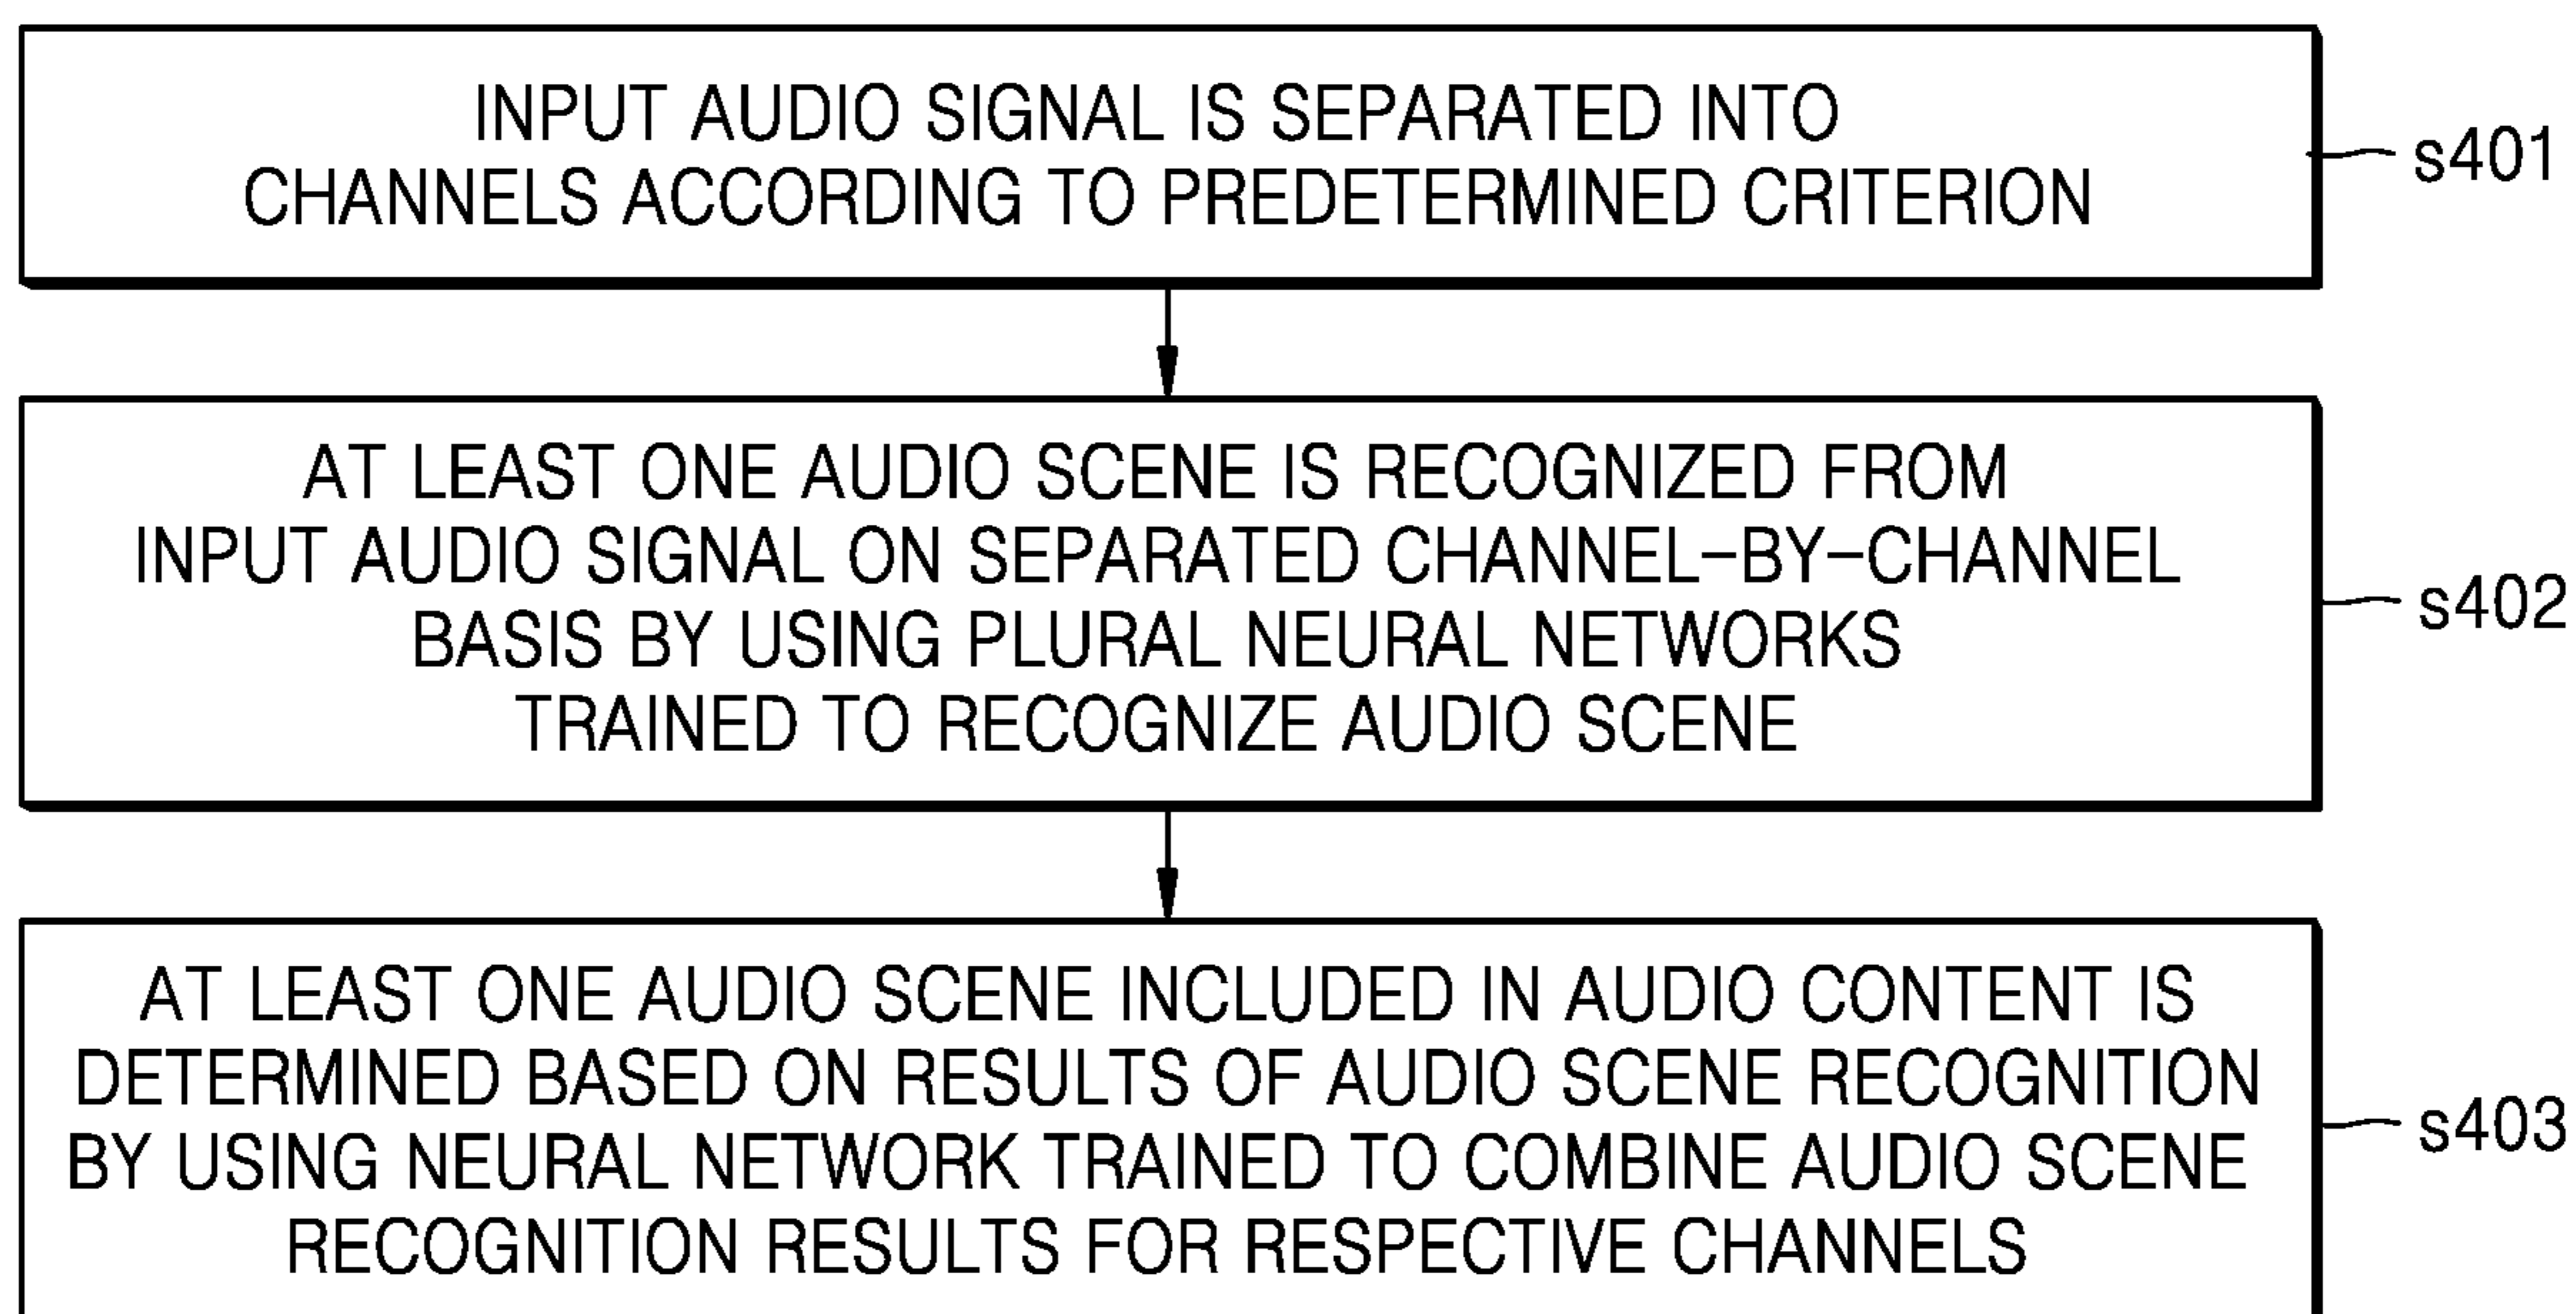 INPUT AUDIO SIGNAL IS SEPARATED INTO
CHANNELS ACCORDING TO PREDETERMINED CRITERION
s401
AT LEAST ONE AUDIO SCENE IS RECOGNIZED FROM
INPUT AUDIO SIGNAL ON SEPARATED CHANNEL-BY-CHANNEL
BASIS BY USING PLURAL NEURAL NETWORKS
TRAINED TO RECOGNIZE AUDIO SCENE
s402
AT LEAST ONE AUDIO SCENE INCLUDED IN AUDIO CONTENT IS
DETERMINED BASED ON RESULTS OF AUDIO SCENE RECOGNITION
BY USING NEURAL NETWORK TRAINED TO COMBINE AUDIO SCENE
RECOGNITION RESULTS FOR RESPECTIVE CHANNELS
s403